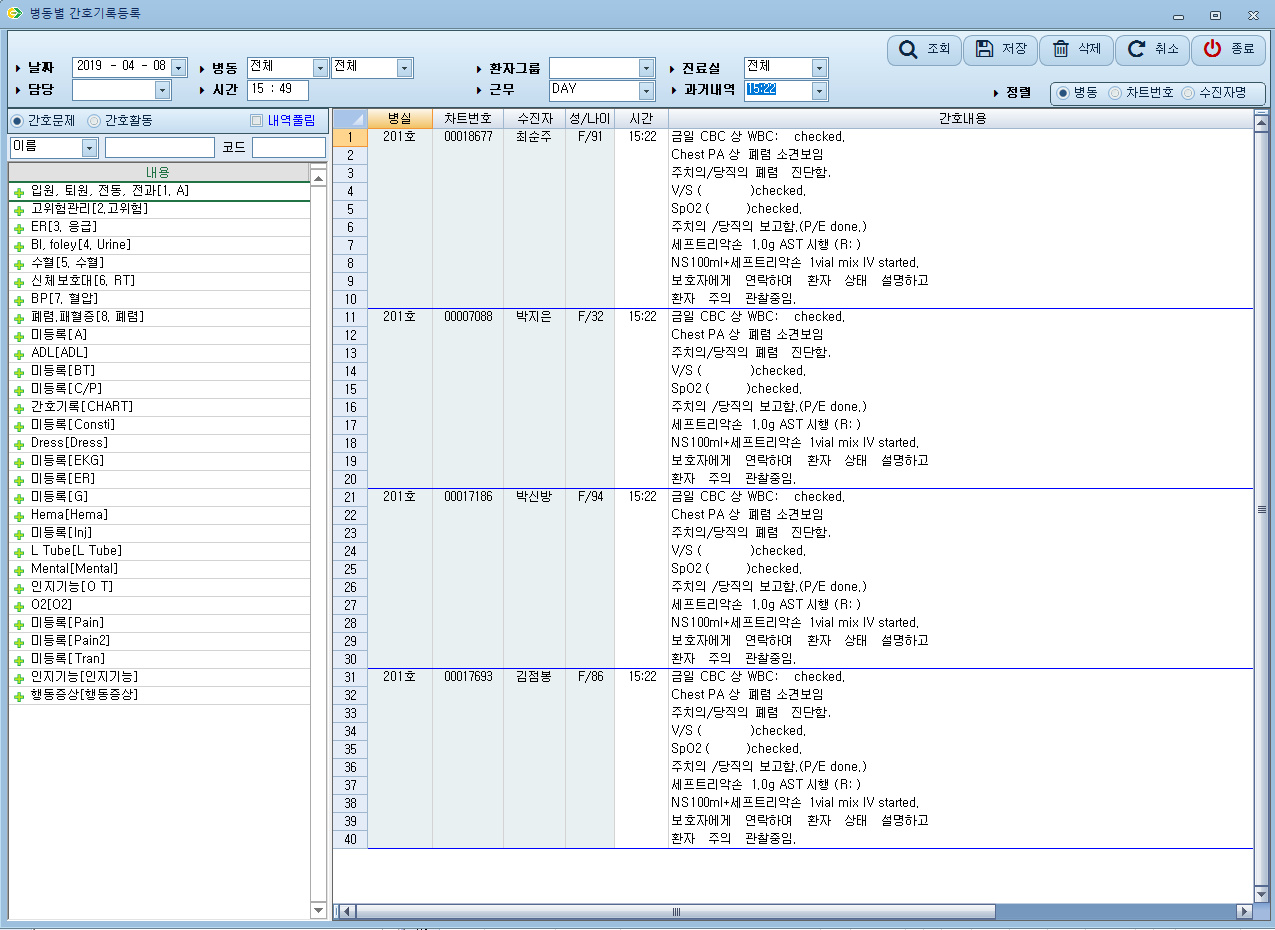 병동별 간호기록등록
조회 저장 삭제 취소 종료
날짜 2019 - 04 - 08 병동 전체 전체 환자그룹 진료실 전체
담당 시간 15 : 49 근무 DAY 과거내역 15:22
정렬 병동 차트번호 수진자명
간호문제 간호활동 내역풀림
이름 코드
내용
입원, 퇴원, 전동, 전과[1, A]
고위험관리[2,고위험]
ER[3, 응급]
BI, foley[4, Urine]
수혈[5, 수혈]
신체보호대[6, RT]
BP[7, 혈압]
폐렴,패혈증[8, 폐렴]
미등록[A]
ADL[ADL]
미등록[BT]
미등록[C/P]
간호기록[CHART]
미등록[Consti]
Dress[Dress]
미등록[EKG]
미등록[ER]
미등록[G]
Hema[Hema]
미등록[Inj]
L Tube[L Tube]
Mental[Mental]
인지기능[O T]
O2[O2]
미등록[Pain]
미등록[Pain2]
미등록[Tran]
인지기능[인지기능]
행동증상[행동증상]
병실 차트번호 수진자 성/나이 시간 간호내용
1 201호 00018677 최순주 F/91 15:22 금일 CBC 상 WBC: checked.
2 Chest PA 상 폐렴 소견보임
3 주치의/당직의 폐렴 진단함.
4 V/S ( )checked.
5 SpO2 ( )checked.
6 주치의 /당직의 보고함.(P/E done.)
7 세프트리악손 1.0g AST 시행 (R: )
8 NS100ml+세프트리악손 1vial mix IV started.
9 보호자에게 연락하여 환자 상태 설명하고
10 환자 주의 관찰중임.
11 201호 00007088 박지은 F/32 15:22 금일 CBC 상 WBC: checked.
12 Chest PA 상 폐렴 소견보임
13 주치의/당직의 폐렴 진단함.
14 V/S ( )checked.
15 SpO2 ( )checked.
16 주치의 /당직의 보고함.(P/E done.)
17 세프트리악손 1.0g AST 시행 (R: )
18 NS100ml+세프트리악손 1vial mix IV started.
19 보호자에게 연락하여 환자 상태 설명하고
20 환자 주의 관찰중임.
21 201호 00017186 박신방 F/94 15:22 금일 CBC 상 WBC: checked.
22 Chest PA 상 폐렴 소견보임
23 주치의/당직의 폐렴 진단함.
24 V/S ( )checked.
25 SpO2 ( )checked.
26 주치의 /당직의 보고함.(P/E done.)
27 세프트리악손 1.0g AST 시행 (R: )
28 NS100ml+세프트리악손 1vial mix IV started.
29 보호자에게 연락하여 환자 상태 설명하고
30 환자 주의 관찰중임.
31 201호 00017693 김점봉 F/86 15:22 금일 CBC 상 WBC: checked.
32 Chest PA 상 폐렴 소견보임
33 주치의/당직의 폐렴 진단함.
34 V/S ( )checked.
35 SpO2 ( )checked.
36 주치의 /당직의 보고함.(P/E done.)
37 세프트리악손 1.0g AST 시행 (R: )
38 NS100ml+세프트리악손 1vial mix IV started.
39 보호자에게 연락하여 환자 상태 설명하고
40 환자 주의 관찰중임.